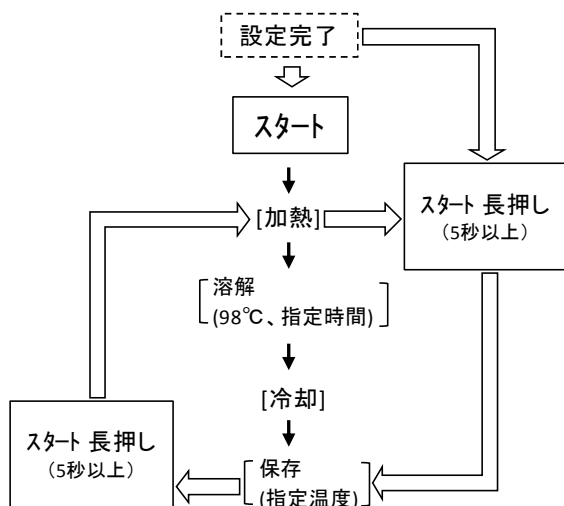 設定完了
スタート
[加熱]
スタート 長押し
(5秒以上)
溶解
(98℃、指定時間)
[冷却]
スタート 長押し
(5秒以上)
保存
(指定温度)